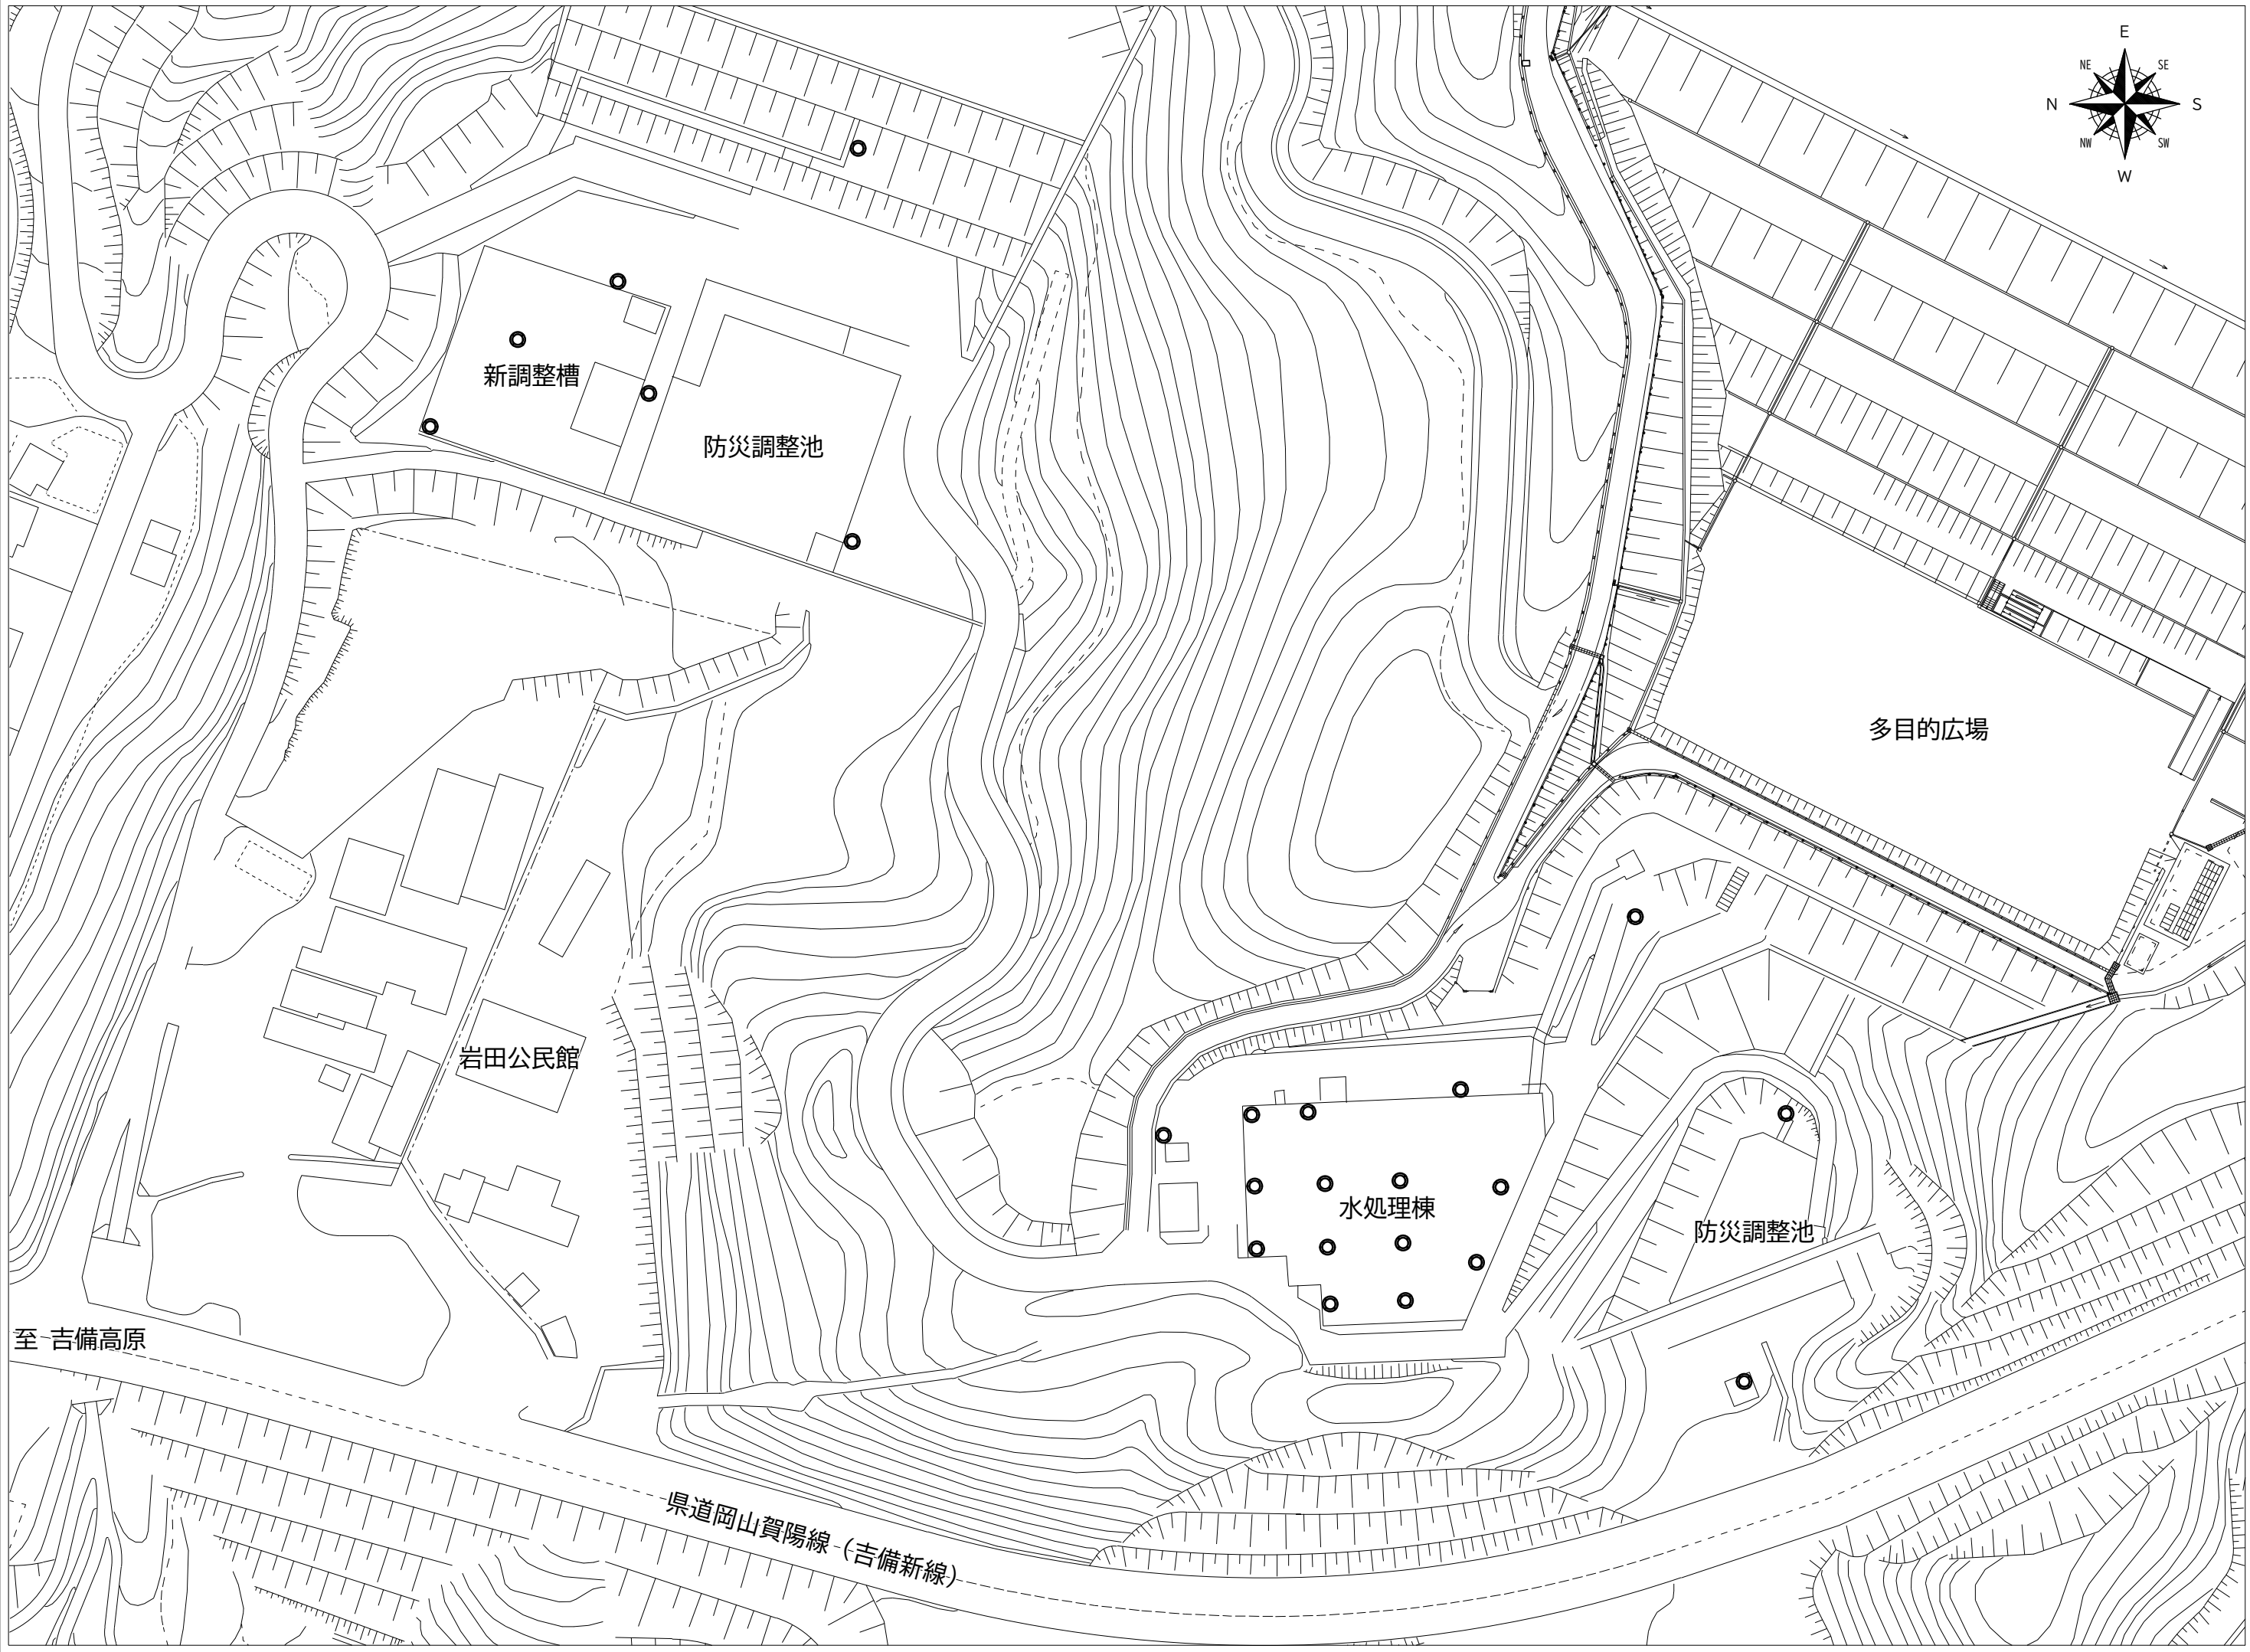 E
NE
SE
N
S
NW
SW
W
新調整槽
防災調整池
多目的広場
岩田公民館
水処理棟
防災調整池
至 吉備高原
県道岡山賀陽線（吉備新線）